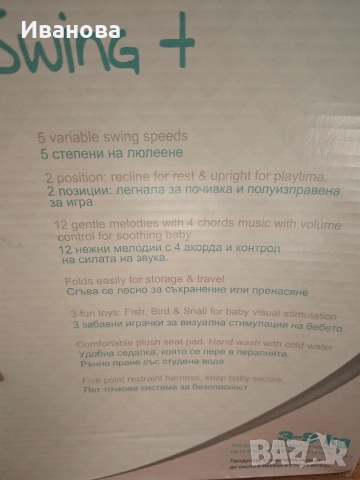 Иванова
Swing +
5 variable swing speeds
5 степени на люлеене
2 position: recline for rest & upright for playtime.
2 позиции: легнала за почивка и полуизправена
за игра
12 gentle melodies with 4 chords music with volume
control for soothing baby
12 нежни мелодии с 4 акорда и контрол
на силата на звука.
Folds easily for storage & travel
Сгъва се лесно за съхранение или пренасяне
3 fun toys: Fish, Bird & Snail for baby visual stimulation
3 забавни играчки за визуална стимулация на бебето
Comfortable plush seat pad. Hand wash with cold water
Удобна седалка, която се пере в пералнята.
Ръчно пране със студена вода
Five point restraint harness, keep baby secure
Пет точкова система за безопасност
bazar